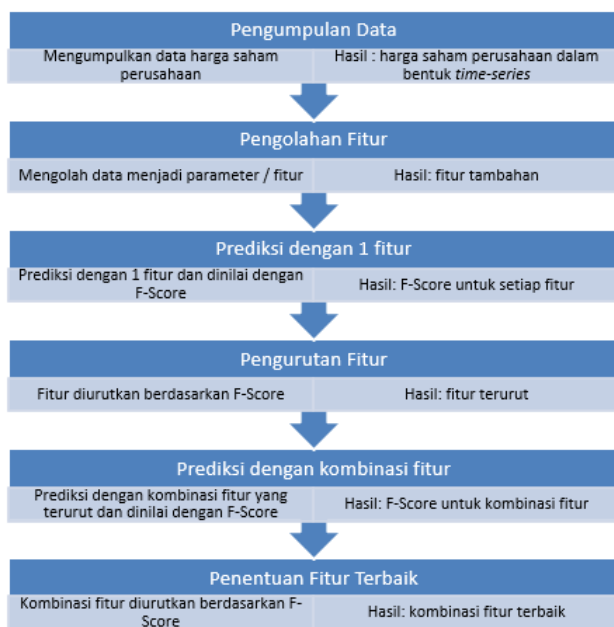 Pengumpulan Data
Mengumpulkan data harga saham
perusahaan
Hasil : harga saham perusahaan dalam
bentuk time-series
Pengolahan Fitur
Mengolah data menjadi parameter / fitur
Hasil: fitur tambahan
Prediksi dengan 1 fitur
Prediksi dengan 1 fitur dan dinilai dengan
F-Score
Hasil: F-Score untuk setiap fitur
Pengurutan Fitur
Fitur diurutkan berdasarkan F-Score
Hasil: fitur terurut
Prediksi dengan kombinasi fitur
Prediksi dengan kombinasi fitur yang
terurut dan dinilai dengan F-Score
Hasil: F-Score untuk kombinasi fitur
Penentuan Fitur Terbaik
Kombinasi fitur diurutkan berdasarkan F-
Score
Hasil: kombinasi fitur terbaik